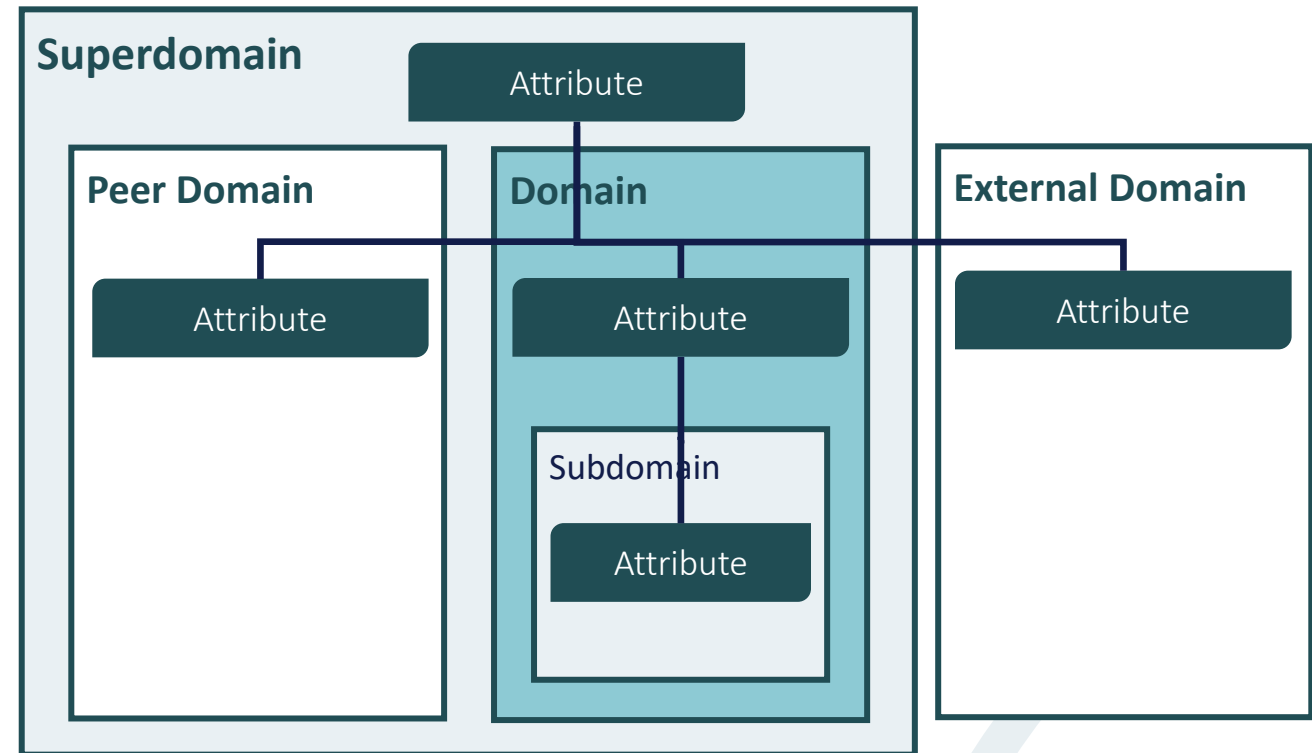 Superdomain
Attribute
Peer Domain
Domain
External Domain
Attribute
Attribute
Attribute
Subdomain
Attribute